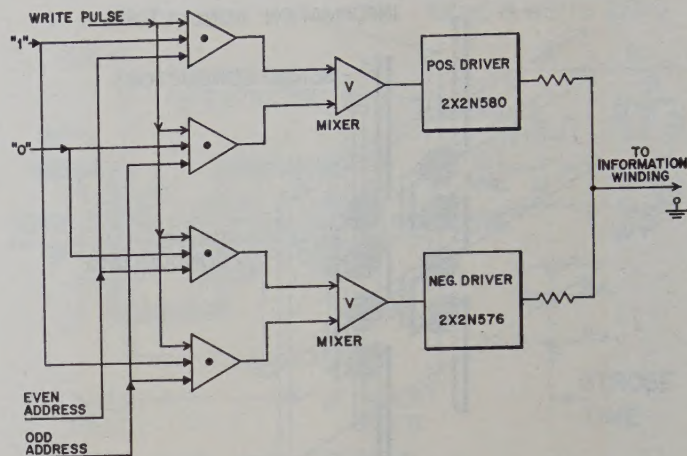 WRITE PULSE
"1"
"0"
V
MIXER
POS. DRIVER
2X2N580
TO
INFORMATION
WINDING
V
MIXER
NEG. DRIVER
2X2N576
EVEN
ADDRESS
ODD
ADDRESS